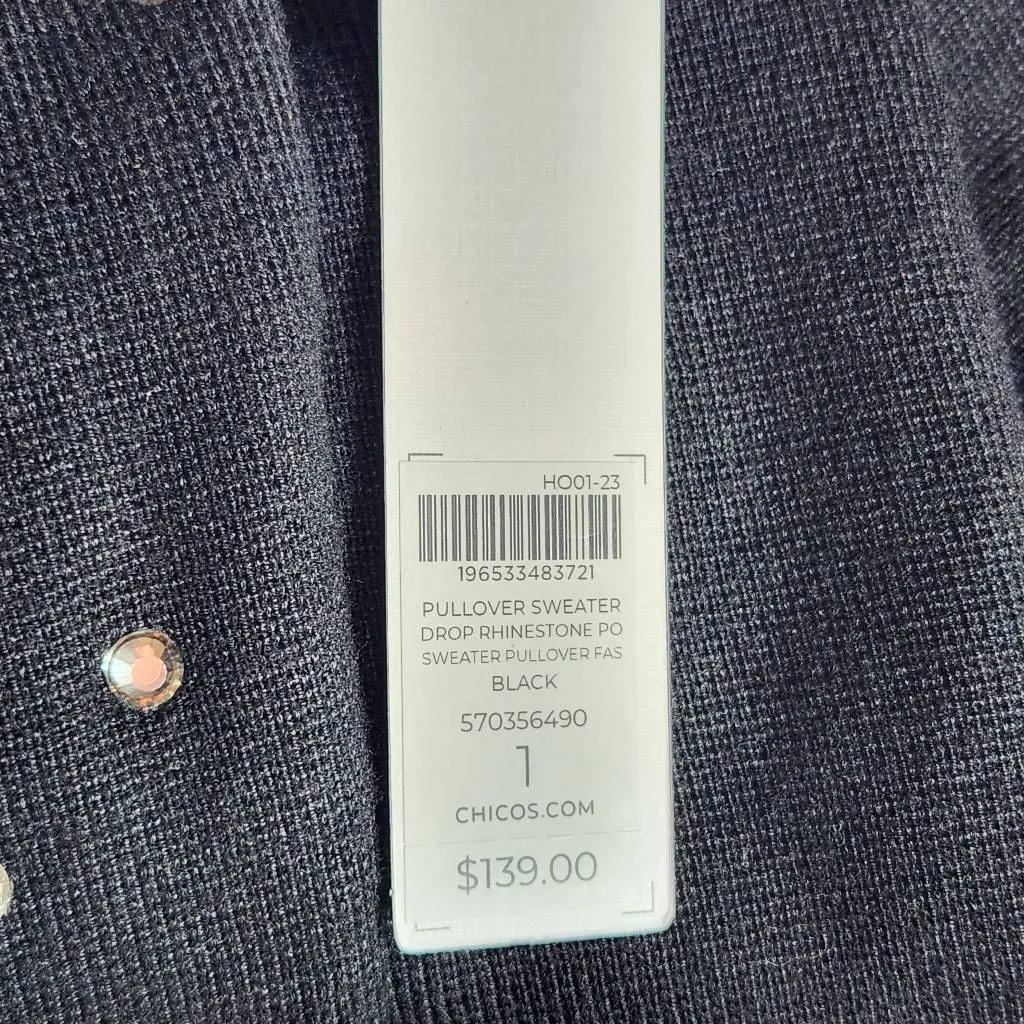 HO01-23
196533483721
PULLOVER SWEATER
DROP RHINESTONE PO
SWEATER PULLOVER FAS
BLACK
570356490
1
CHICOS.COM
$139.00